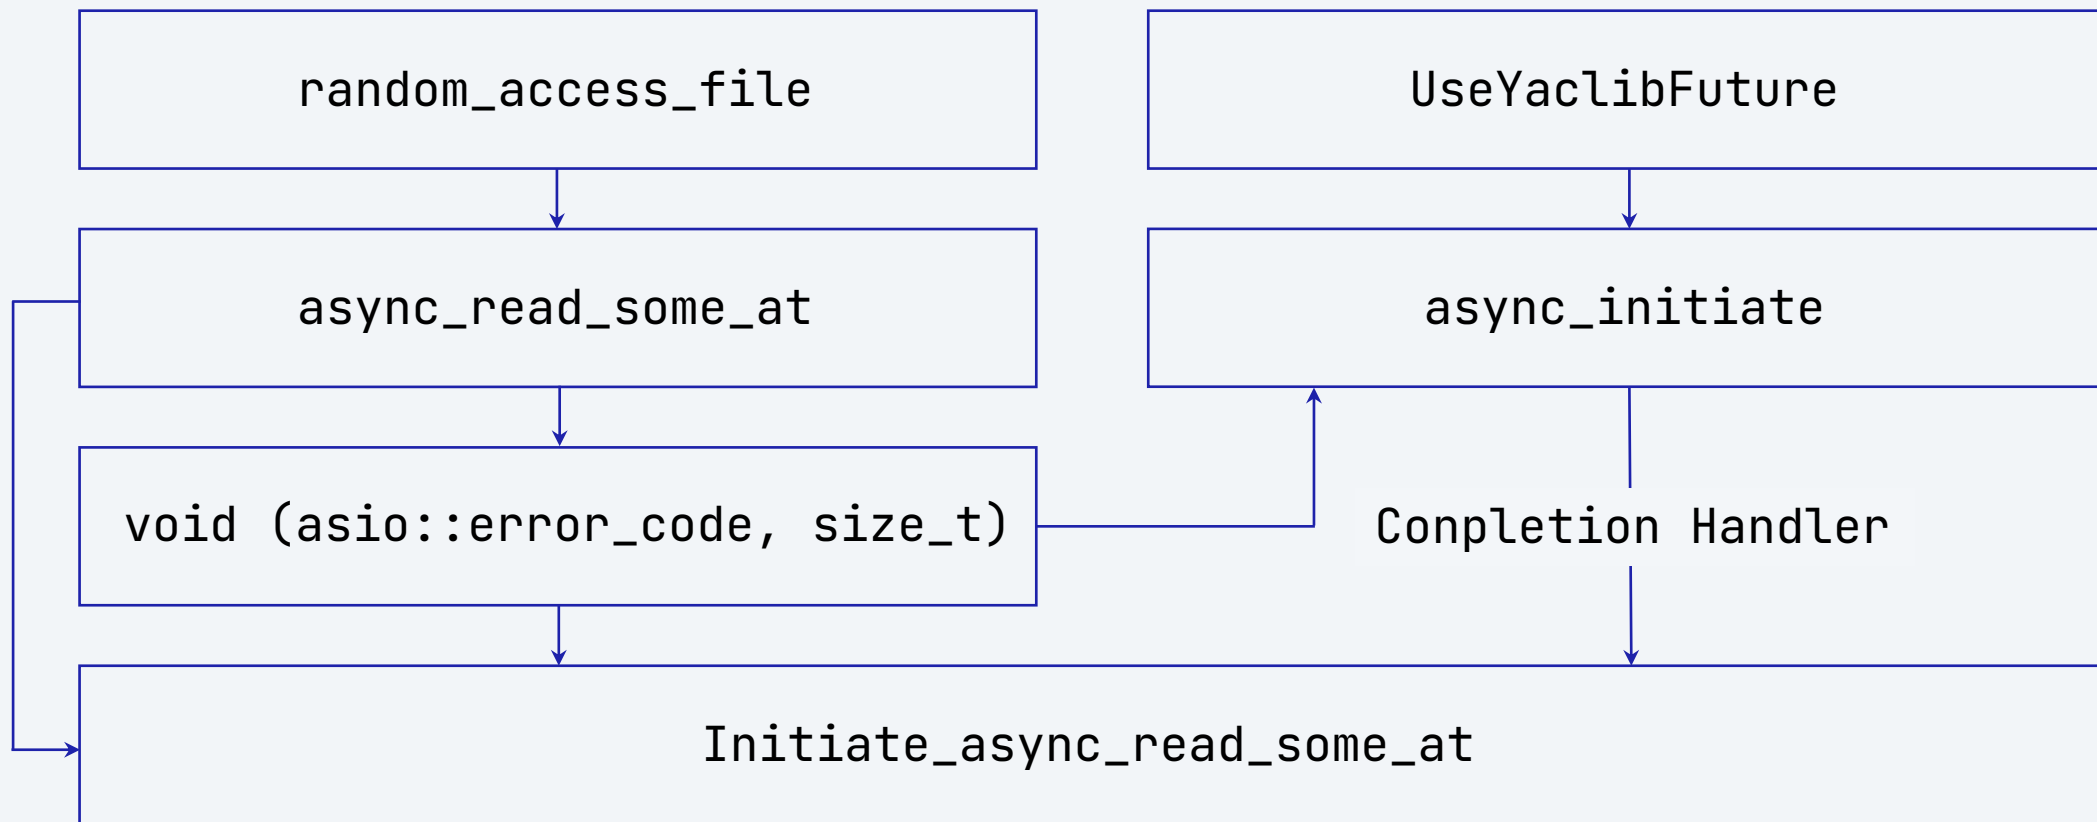 random_access_file
UseYaclibFuture
async_read_some_at
async_initiate
void (asio::error_code, size_t)
Conpletion Handler
Initiate_async_read_some_at